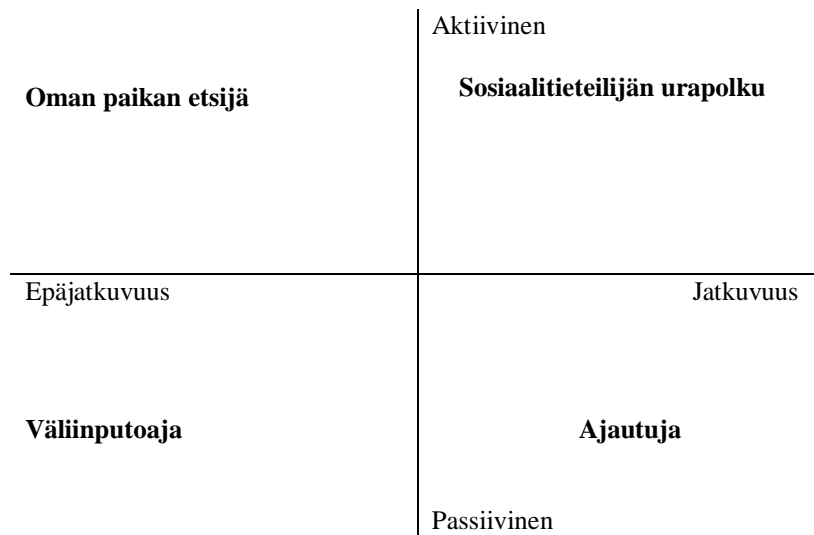 Aktiivinen
Oman paikan etsijä
Sosiaalitieteilijän urapolku
Epäjatkuvuus
Jatkuvuus
Väliinputoaja
Ajautuja
Passiivinen